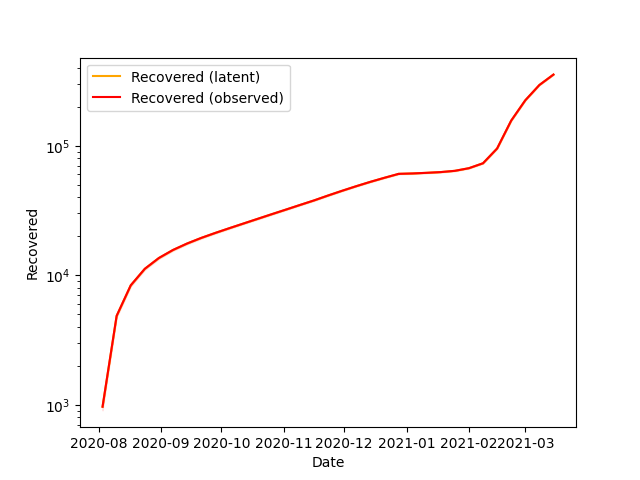 Recovered (latent)
Recovered (observed)
Recovered
10^5
10^4
10^3
2020-08 2020-09 2020-10 2020-11 2020-12 2021-01 2021-02 2021-03
Date